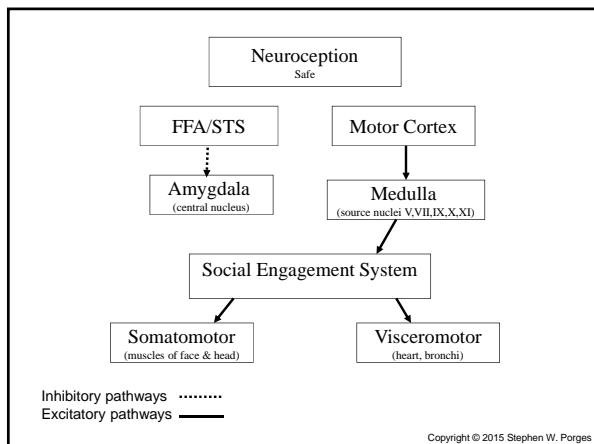 Neuroception
Safe
FFA/STS
Motor Cortex
Amygdala
(central nucleus)
Medulla
(source nuclei V,VII,IX,X,XI)
Social Engagement System
Somatomotor
(muscles of face & head)
Visceromotor
(heart, bronchi)
Inhibitory pathways
Excitatory pathways
Copyright © 2015 Stephen W. Porges